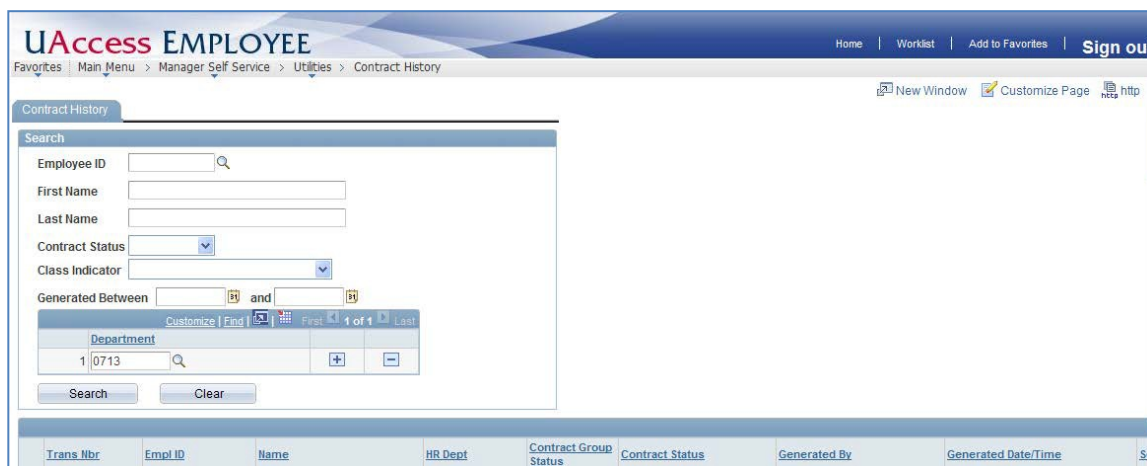 UAccess EMPLOYEE
Home | Worklist | Add to Favorites | Sign ou
Favorites | Main Menu > Manager Self Service > Utilities > Contract History
New Window Customize Page http
Contract History
Search
Employee ID
First Name
Last Name
Contract Status
Class Indicator
Generated Between and
Customize | Find | First 1 of 1 Last
Department
1 0713
Search Clear
Trans Nbr Empl ID Name HR Dept Contract Group Status Contract Status Generated By Generated Date/Time S